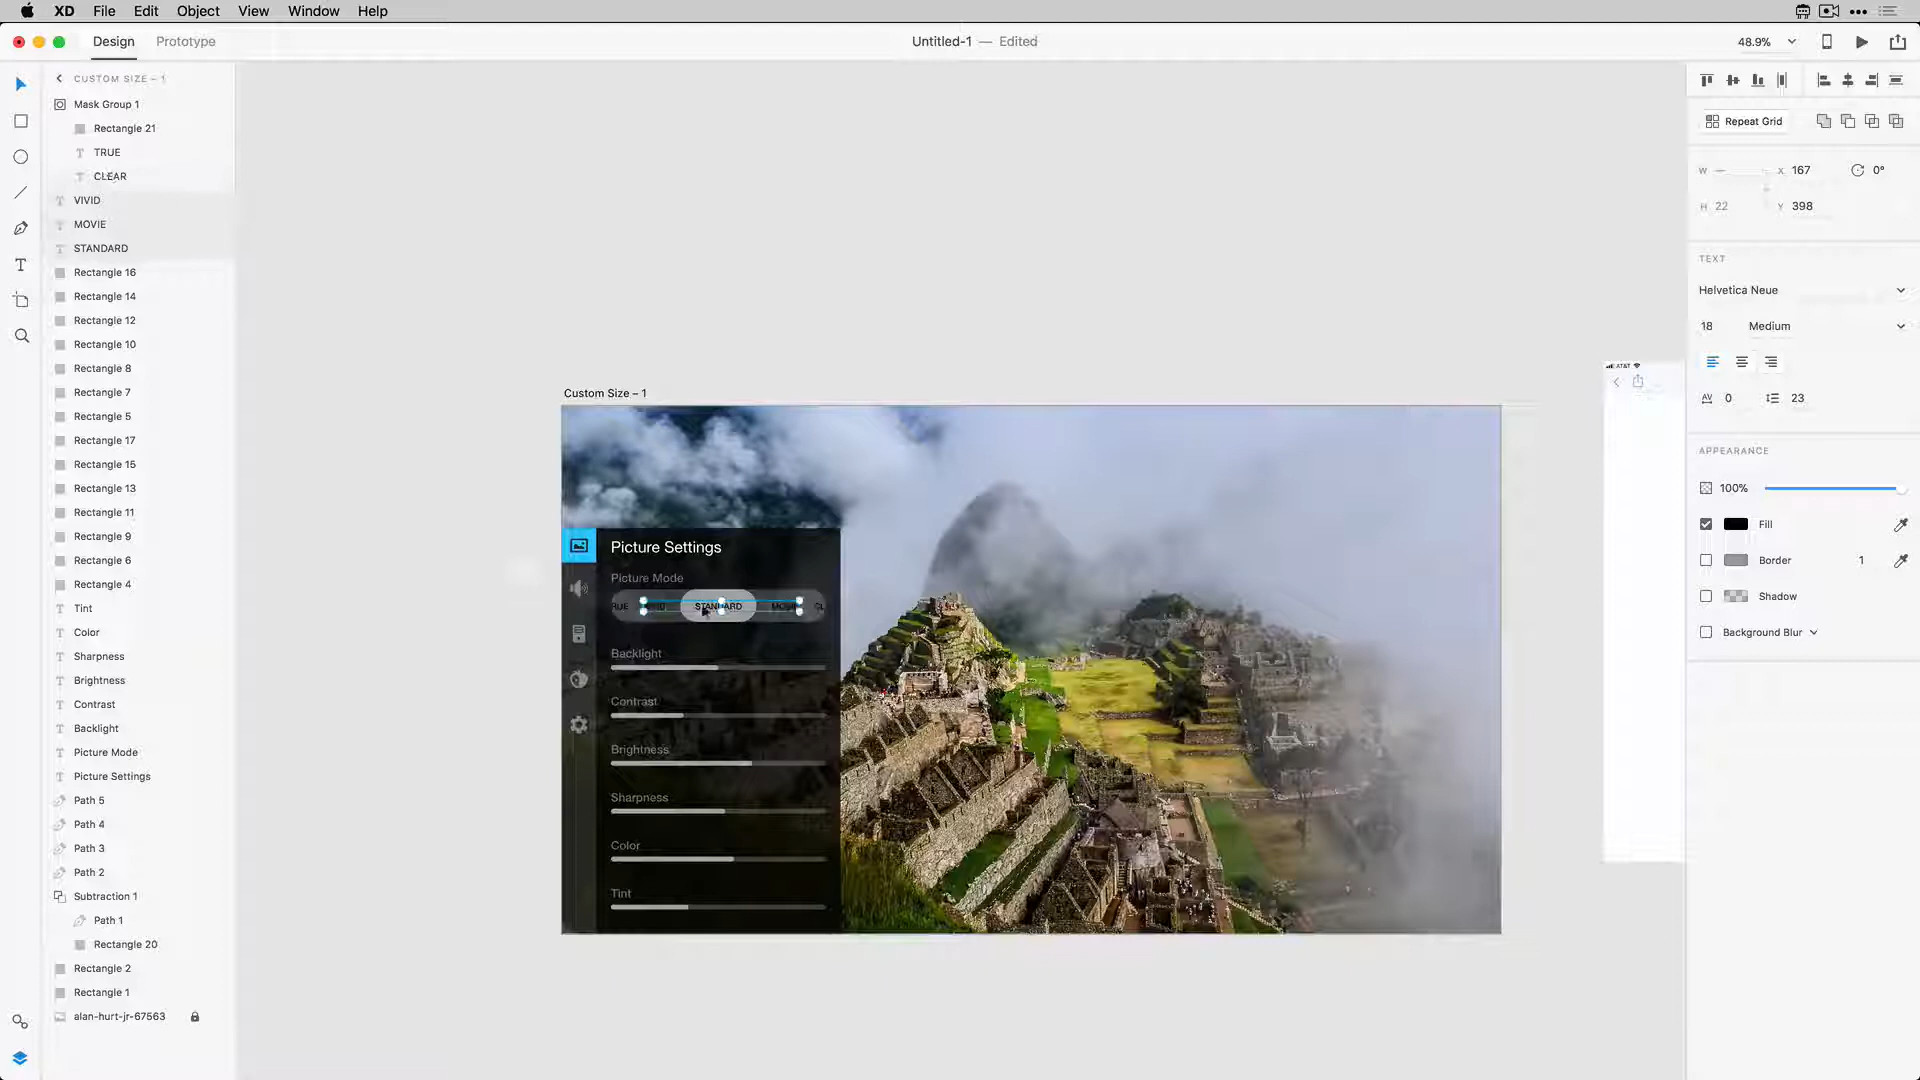 XD File Edit Object View Window Help
Design Prototype
Untitled-1 — Edited
48.9%
CUSTOM SIZE – 1
Mask Group 1
Rectangle 21
TRUE
CLEAR
VIVID
MOVIE
STANDARD
Rectangle 16
Rectangle 14
Rectangle 12
Rectangle 10
Rectangle 8
Rectangle 7
Rectangle 5
Rectangle 17
Rectangle 15
Rectangle 13
Rectangle 11
Rectangle 9
Rectangle 6
Rectangle 4
Tint
Color
Sharpness
Brightness
Contrast
Backlight
Picture Mode
Picture Settings
Path 5
Path 4
Path 3
Path 2
Subtraction 1
Path 1
Rectangle 20
Rectangle 2
Rectangle 1
alan-hurt-jr-67563
Custom Size – 1
Picture Settings
Picture Mode
RUE STANDARD CL
Backlight
Contrast
Brightness
Sharpness
Color
Tint
AT&T
Repeat Grid
W X 167 0°
H 22 Y 398
TEXT
Helvetica Neue
18 Medium
AV 0 23
APPEARANCE
100%
Fill
Border 1
Shadow
Background Blur